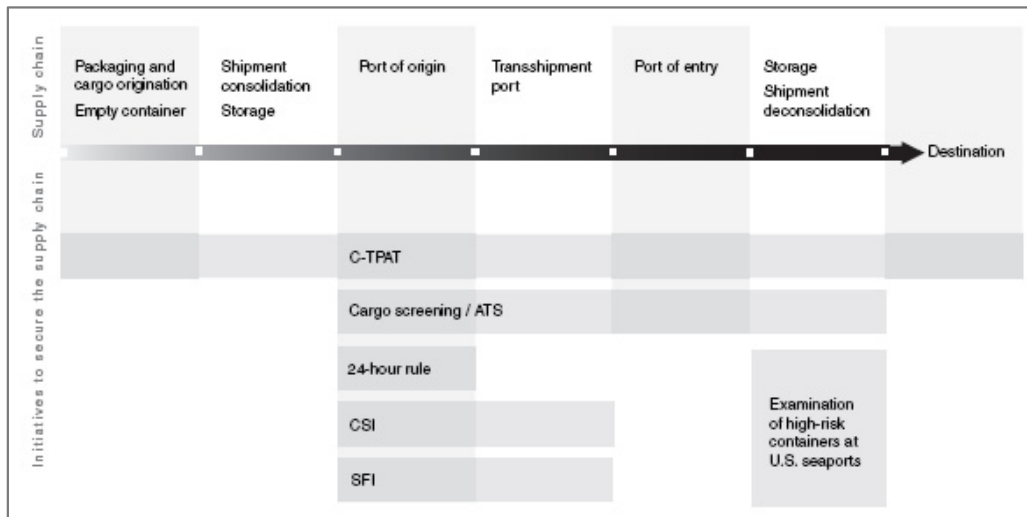 Supply chain
Packaging and
cargo origination
Empty container
Shipment
consolidation
Storage
Port of origin
Transshipment
port
Port of entry
Storage
Shipment
deconsolidation
Destination
Initiatives to secure the supply chain
C-TPAT
Cargo screening / ATS
24-hour rule
CSI
SFI
Examination
of high-risk
containers at
U.S. seaports